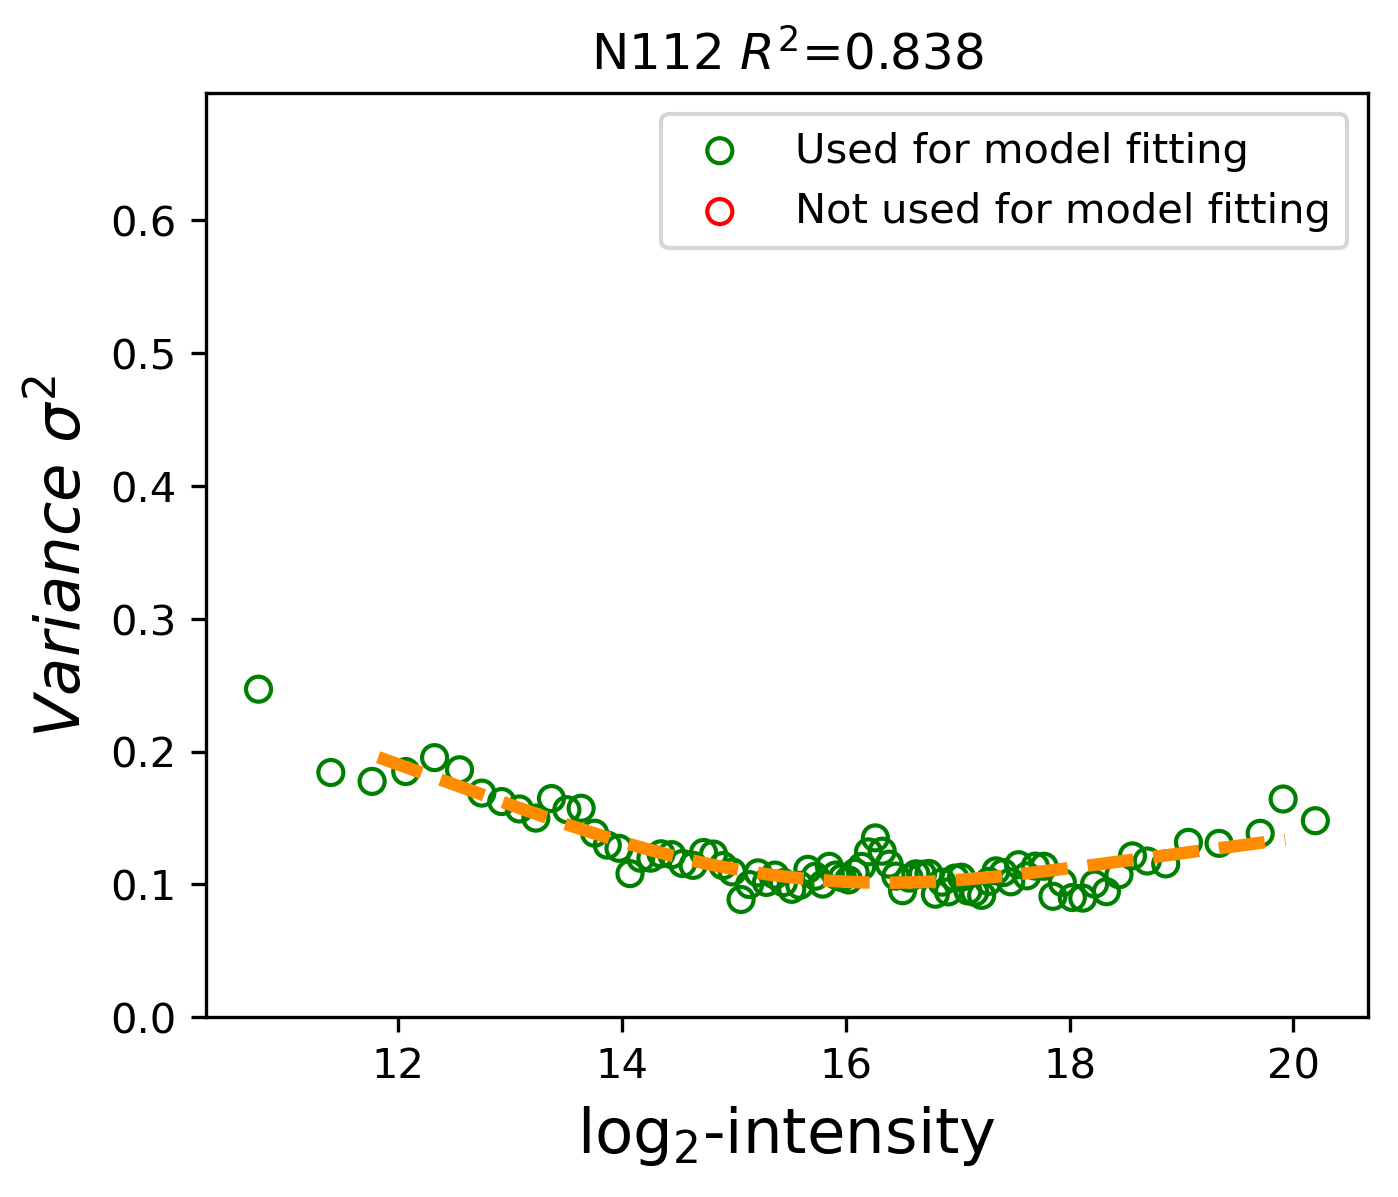 N112 R²=0.838
Used for model fitting
Not used for model fitting
Variance σ²
0.6
0.5
0.4
0.3
0.2
0.1
0.0
12 14 16 18 20
log₂-intensity